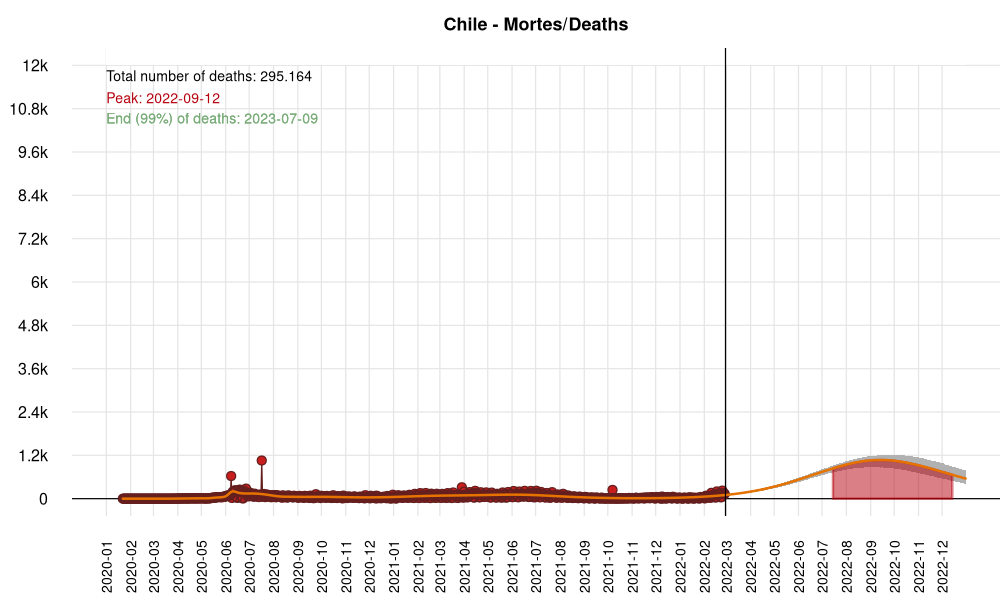 Chile - Mortes/Deaths
Total number of deaths: 295.164
Peak: 2022-09-12
End (99%) of deaths: 2023-07-09
12k
10.8k
9.6k
8.4k
7.2k
6k
4.8k
3.6k
2.4k
1.2k
0
2020-01
2020-02
2020-03
2020-04
2020-05
2020-06
2020-07
2020-08
2020-09
2020-10
2020-11
2020-12
2021-01
2021-02
2021-03
2021-04
2021-05
2021-06
2021-07
2021-08
2021-09
2021-10
2021-11
2021-12
2022-01
2022-02
2022-03
2022-04
2022-05
2022-06
2022-07
2022-08
2022-09
2022-10
2022-11
2022-12